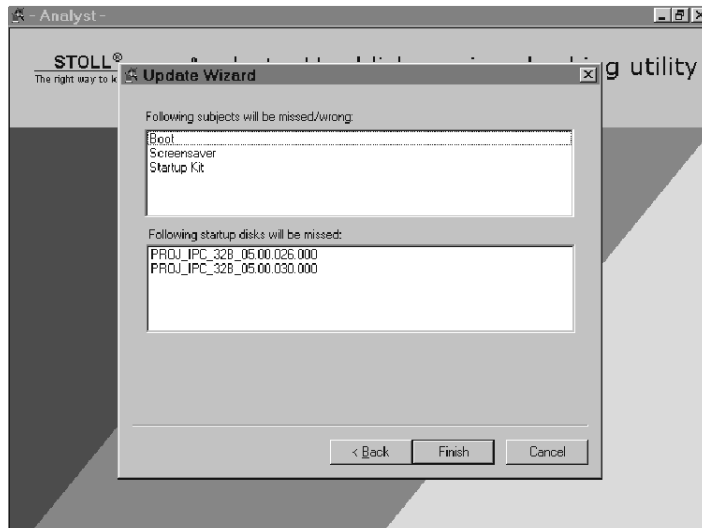 - Analyst -
STOLL®
The right way to k
g utility
Update Wizard
Following subjects will be missed/wrong:
Boot
Screensaver
Startup Kit
Following startup disks will be missed:
PROJ_IPC_32B_05.00.026.000
PROJ_IPC_32B_05.00.030.000
< Back
Finish
Cancel